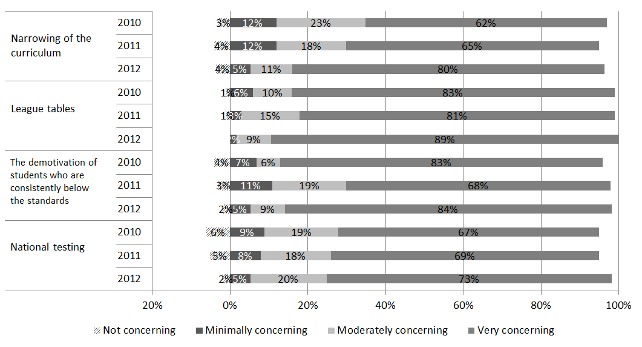 Narrowing of the
curriculum
2010
3% 12% 23% 62%
2011
4% 12% 18% 65%
2012
4% 5% 11% 80%
League tables
2010
1% 6% 10% 83%
2011
1% 3% 15% 81%
2012
9% 89%
The demotivation of
students who are
consistently below
the standards
2010
4% 7% 6% 83%
2011
3% 11% 19% 68%
2012
2% 5% 9% 84%
National testing
2010
6% 9% 19% 67%
2011
5% 8% 18% 69%
2012
2% 5% 20% 73%
20% 0% 20% 40% 60% 80% 100%
Not concerning Minimally concerning Moderately concerning Very concerning